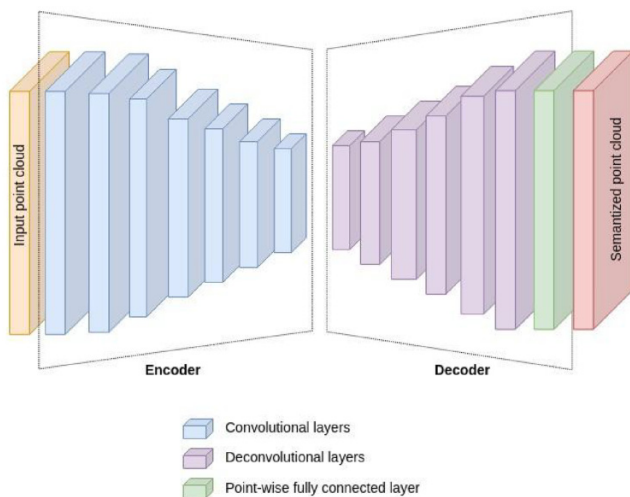 Input point cloud
Semantized point cloud
Encoder
Decoder
Convolutional layers
Deconvolutional layers
Point-wise fully connected layer